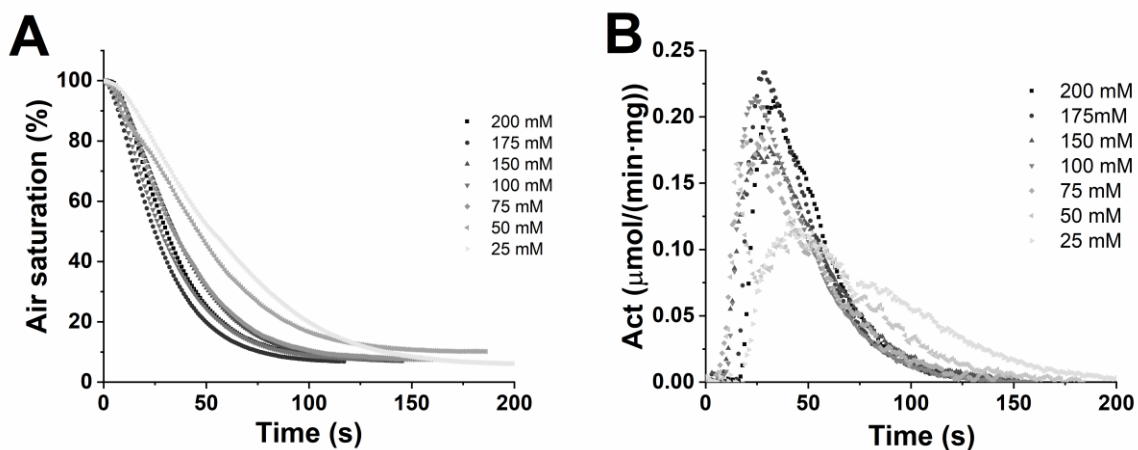 A
Air saturation (%)
100
80
60
40
20
0
0 50 100 150 200
Time (s)
200 mM
175 mM
150 mM
100 mM
75 mM
50 mM
25 mM
B
Act (μmol/(min·mg))
0.25
0.20
0.15
0.10
0.05
0.00
0 50 100 150 200
Time (s)
200 mM
175mM
150 mM
100 mM
75 mM
50 mM
25 mM